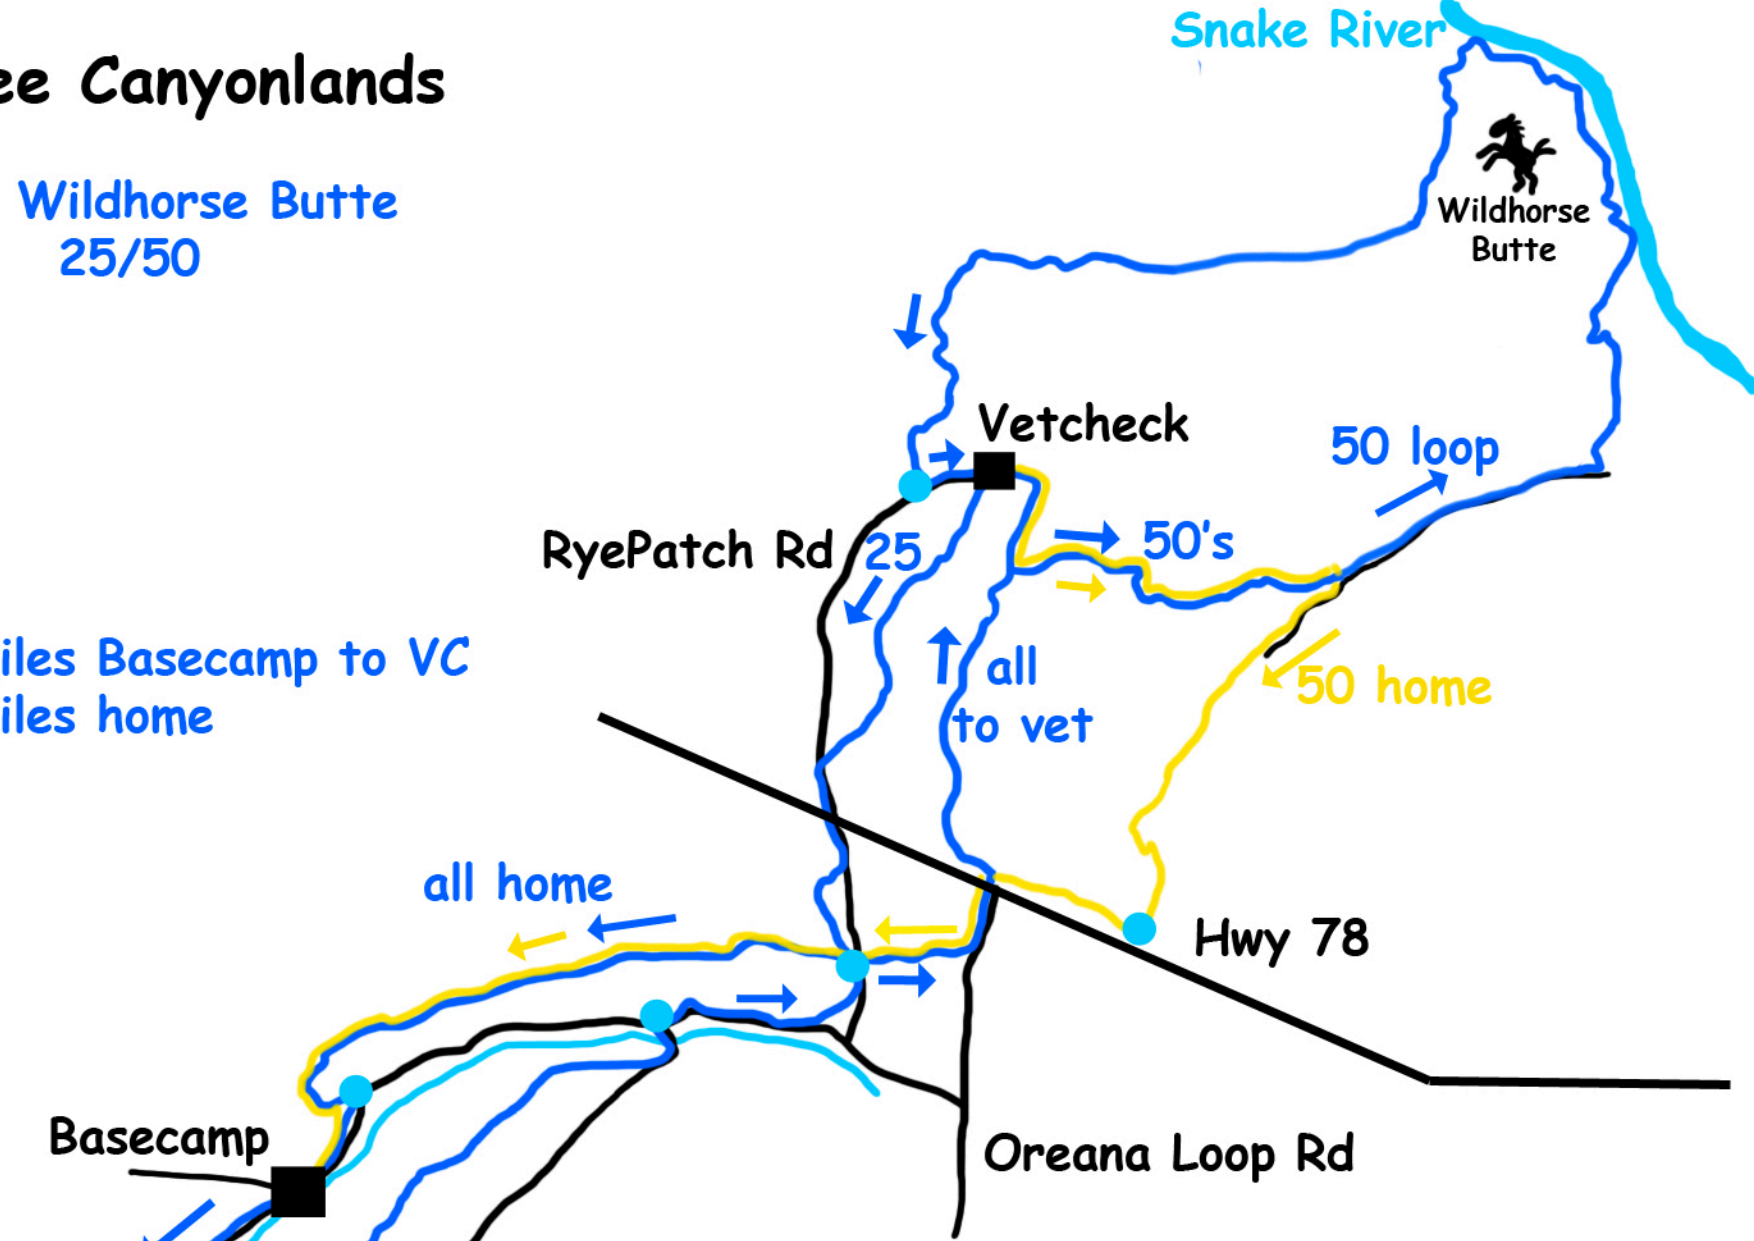 ee Canyonlands
Snake River
Wildhorse Butte
25/50
Wildhorse
Butte
Vetcheck
50 loop
RyePatch Rd
25
50's
iles Basecamp to VC
iles home
all
to vet
50 home
all home
Hwy 78
Basecamp
Oreana Loop Rd